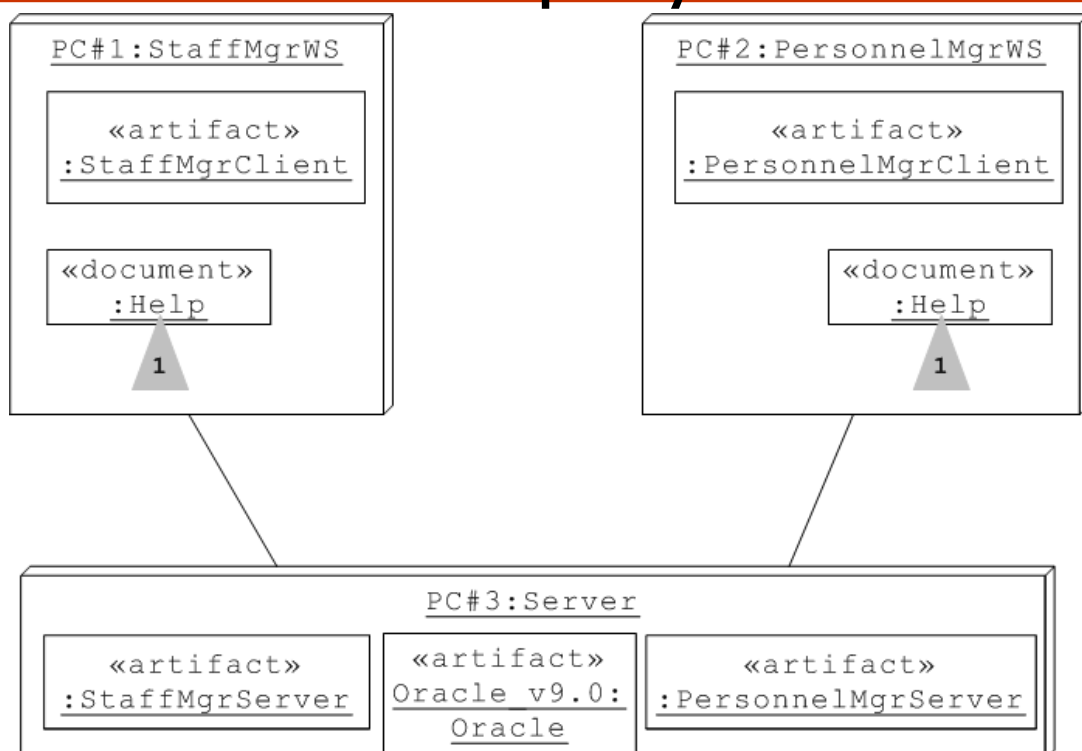 PC#1:StaffMgrWS
«artifact»
:StaffMgrClient
«document»
:Help
1
PC#2:PersonnelMgrWS
«artifact»
:PersonnelMgrClient
«document»
:Help
1
PC#3:Server
«artifact»
:StaffMgrServer
«artifact»
Oracle_v9.0:
Oracle
«artifact»
:PersonnelMgrServer